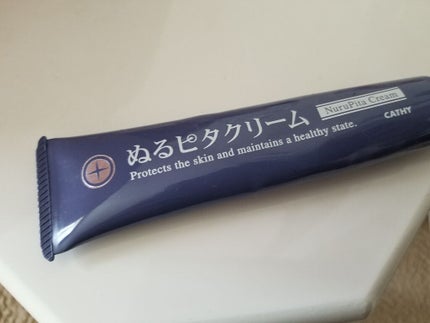 ぬるピタクリーム NuruPita Cream
Protects the skin and maintains a healthy state.
CATHY